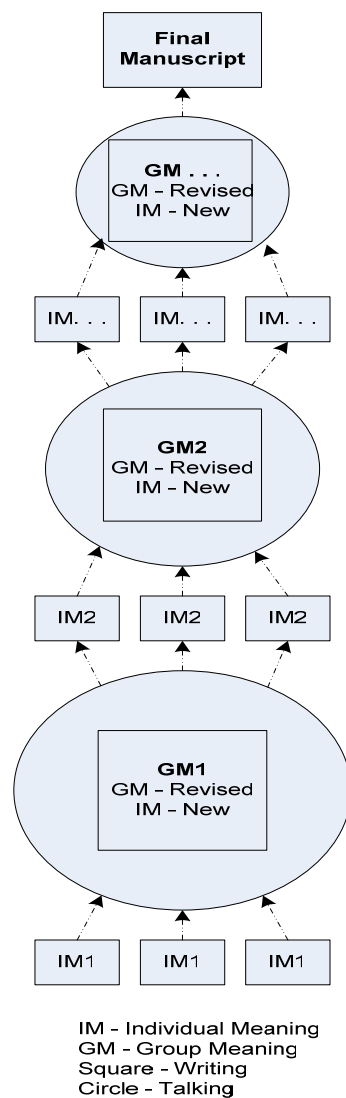 Final
Manuscript
GM . . .
GM - Revised
IM - New
IM. . . IM. . . IM. . .
GM2
GM - Revised
IM - New
IM2 IM2 IM2
GM1
GM - Revised
IM - New
IM1 IM1 IM1
IM - Individual Meaning
GM - Group Meaning
Square - Writing
Circle - Talking